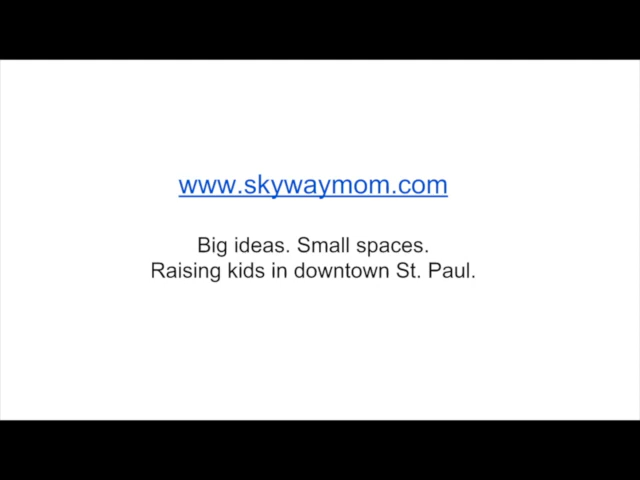 www.skywaymom.com
Big ideas. Small spaces.
Raising kids in downtown St. Paul.